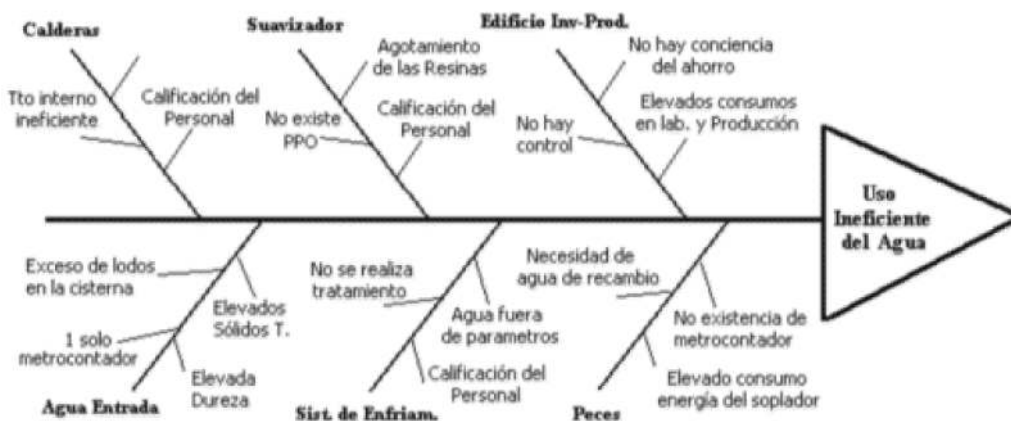 Calderas
Tto interno
ineficiente
Calificación del
Personal
Suavizador
Agotamiento
de las Resinas
No existe
PPO
Calificación del
Personal
Edificio Inv-Prod.
No hay conciencia
del ahorro
No hay
control
Elevados consumos
en lab. y Producción
Uso
Ineficiente
del Agua
Exceso de lodos
en la cisterna
Elevados
Sólidos T.
1 solo
metrocontador
Elevada
Dureza
Agua Entrada
No se realiza
tratamiento
Agua fuera
de parametros
Calificación del
Personal
Sist. de Enfriam.
Necesidad de
agua de recambio
No existencia de
metrocontador
Elevado consumo
energía del soplador
Peces